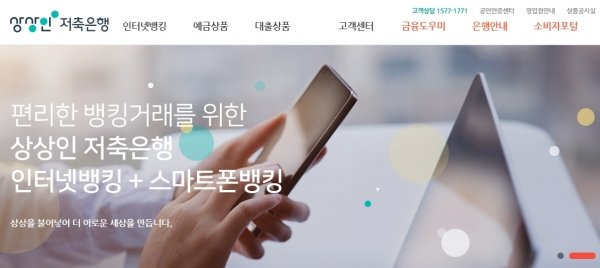 고객상담 1577-1771 공인인증센터 영업점안내 상품공시실
상상인 저축은행 인터넷뱅킹 예금상품 대출상품 고객센터 금융도우미 은행안내 소비자포털
편리한 뱅킹거래를 위한
상상인 저축은행
인터넷뱅킹 + 스마트폰뱅킹
상상을 불어넣어 더 이로운 세상을 만듭니다.